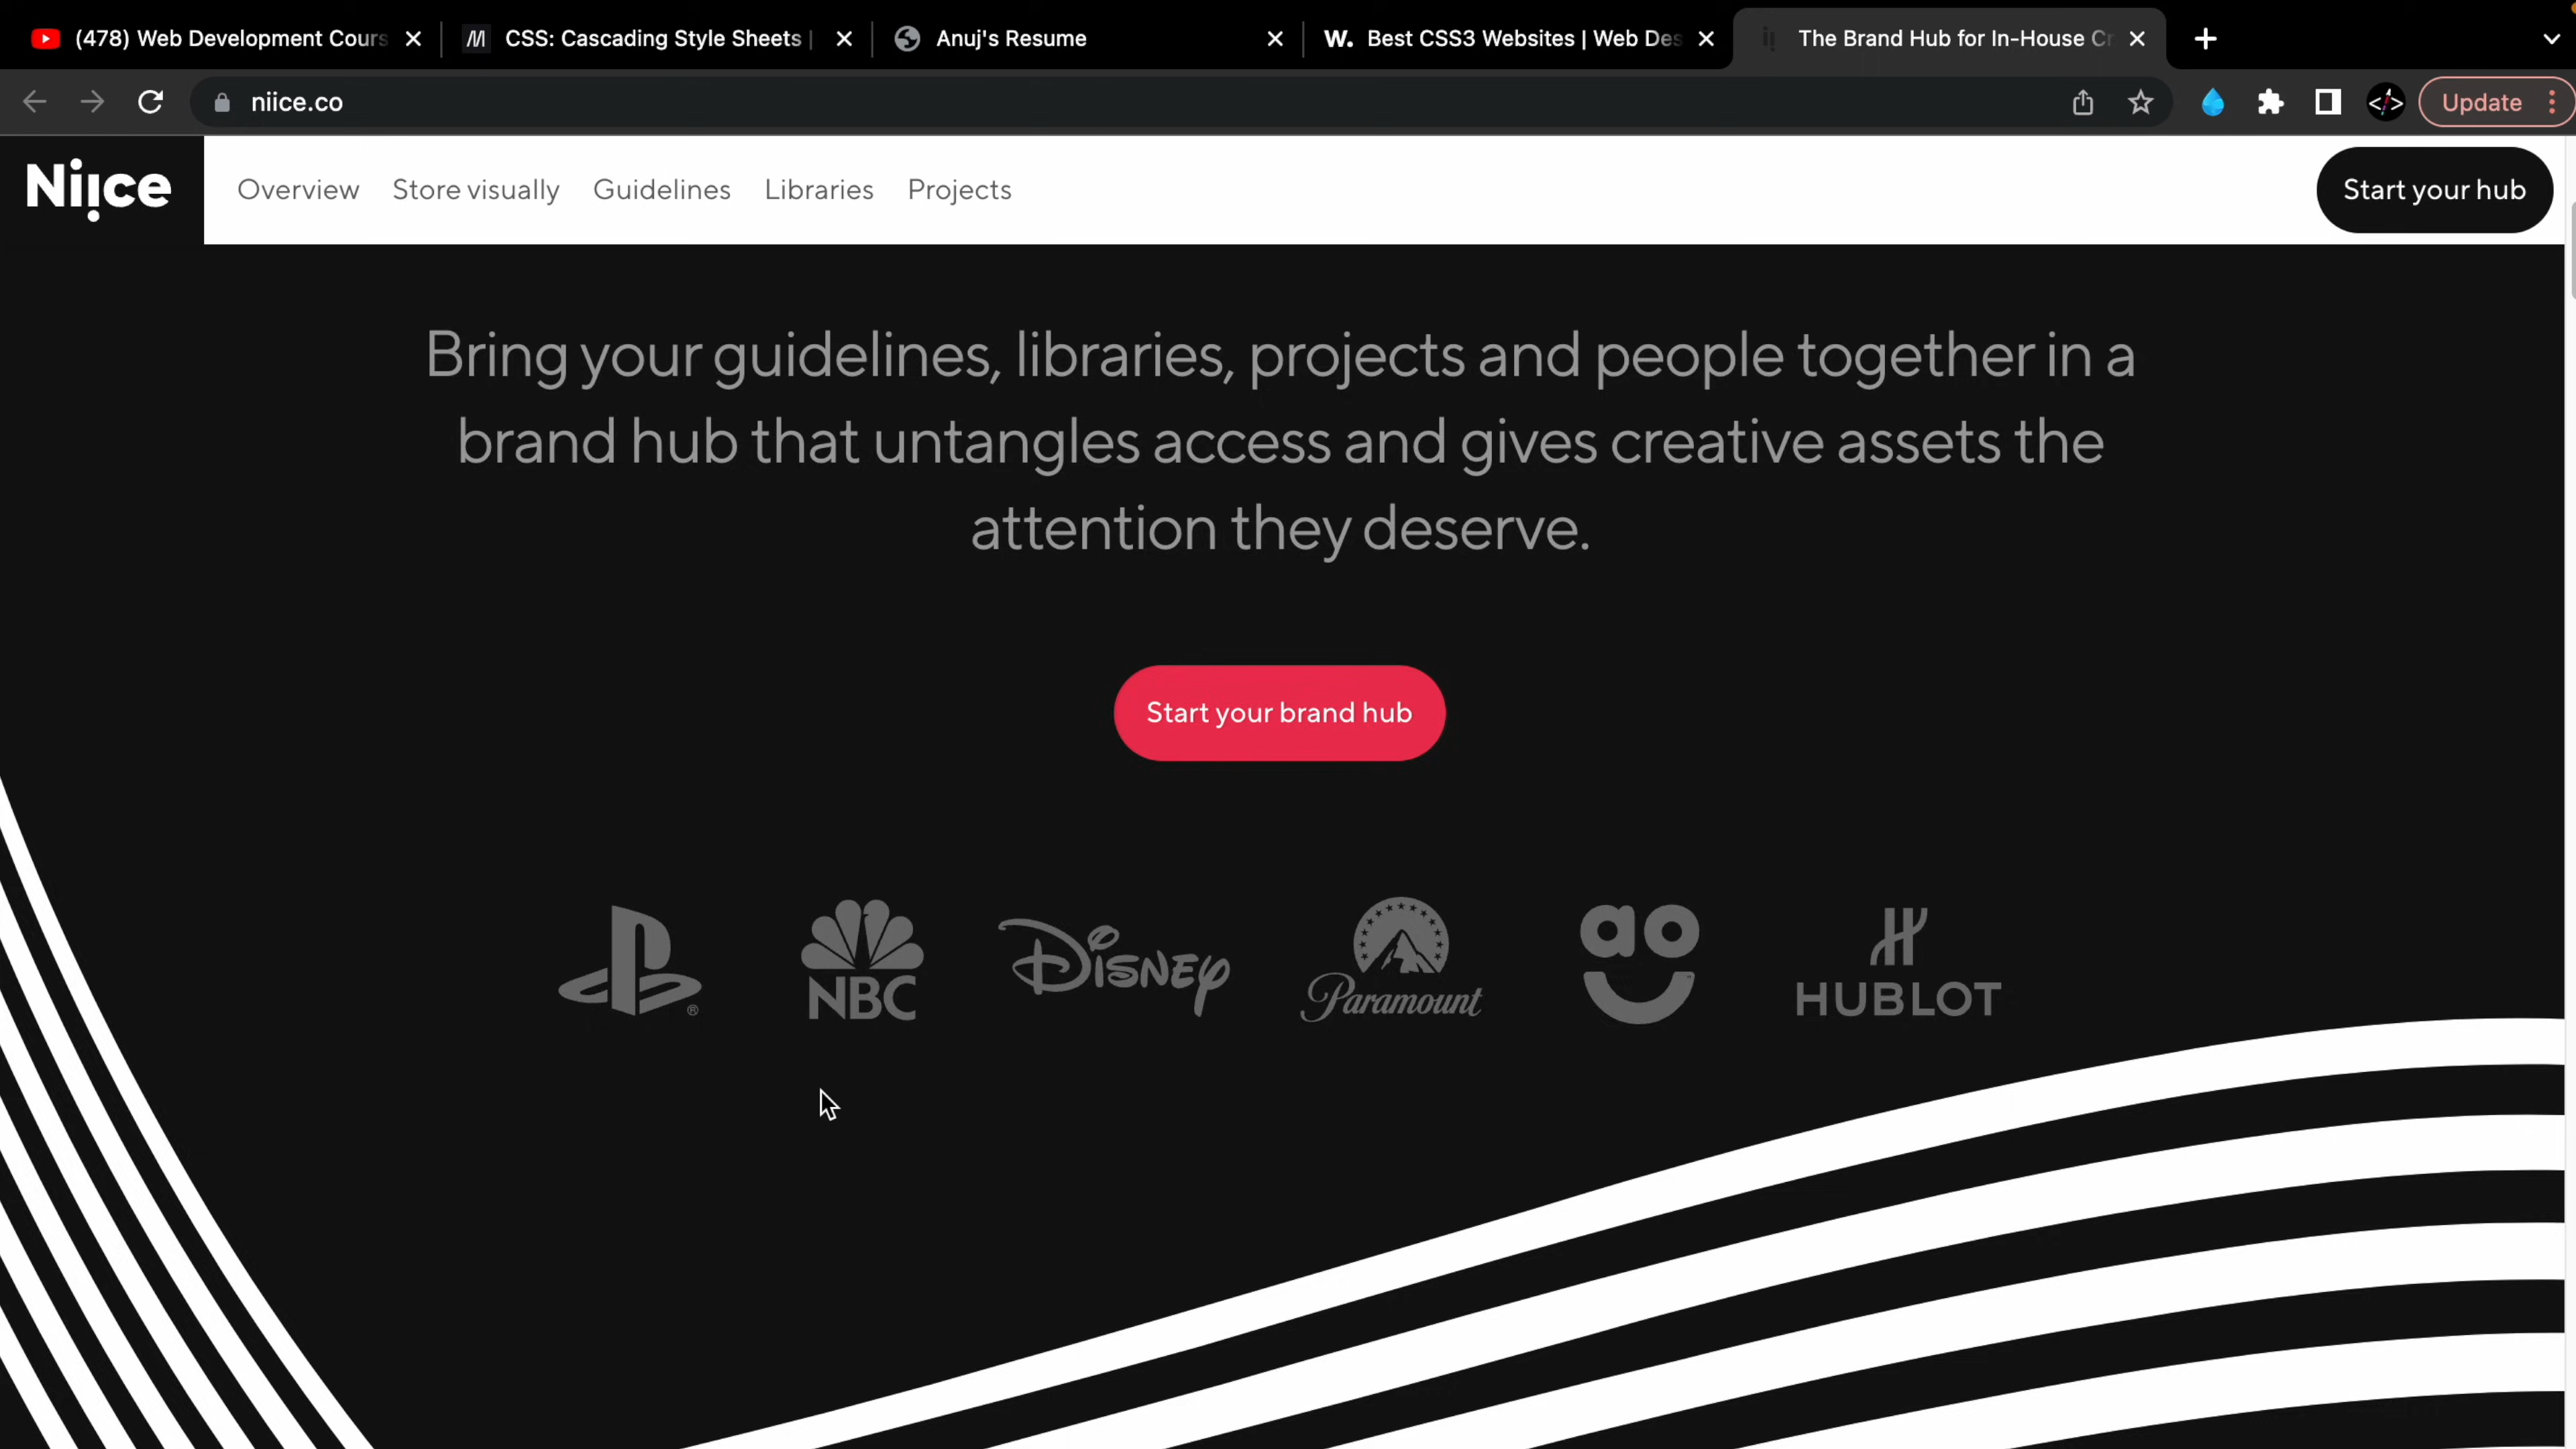 (478) Web Development Cours
CSS: Cascading Style Sheets |
Anuj's Resume
W. Best CSS3 Websites | Web Des
The Brand Hub for In-House Cr
niice.co
Update
Niice
Overview Store visually Guidelines Libraries Projects
Start your hub
Bring your guidelines, libraries, projects and people together in a
brand hub that untangles access and gives creative assets the
attention they deserve.
Start your brand hub
NBC
Disney
Paramount
ao
HUBLOT